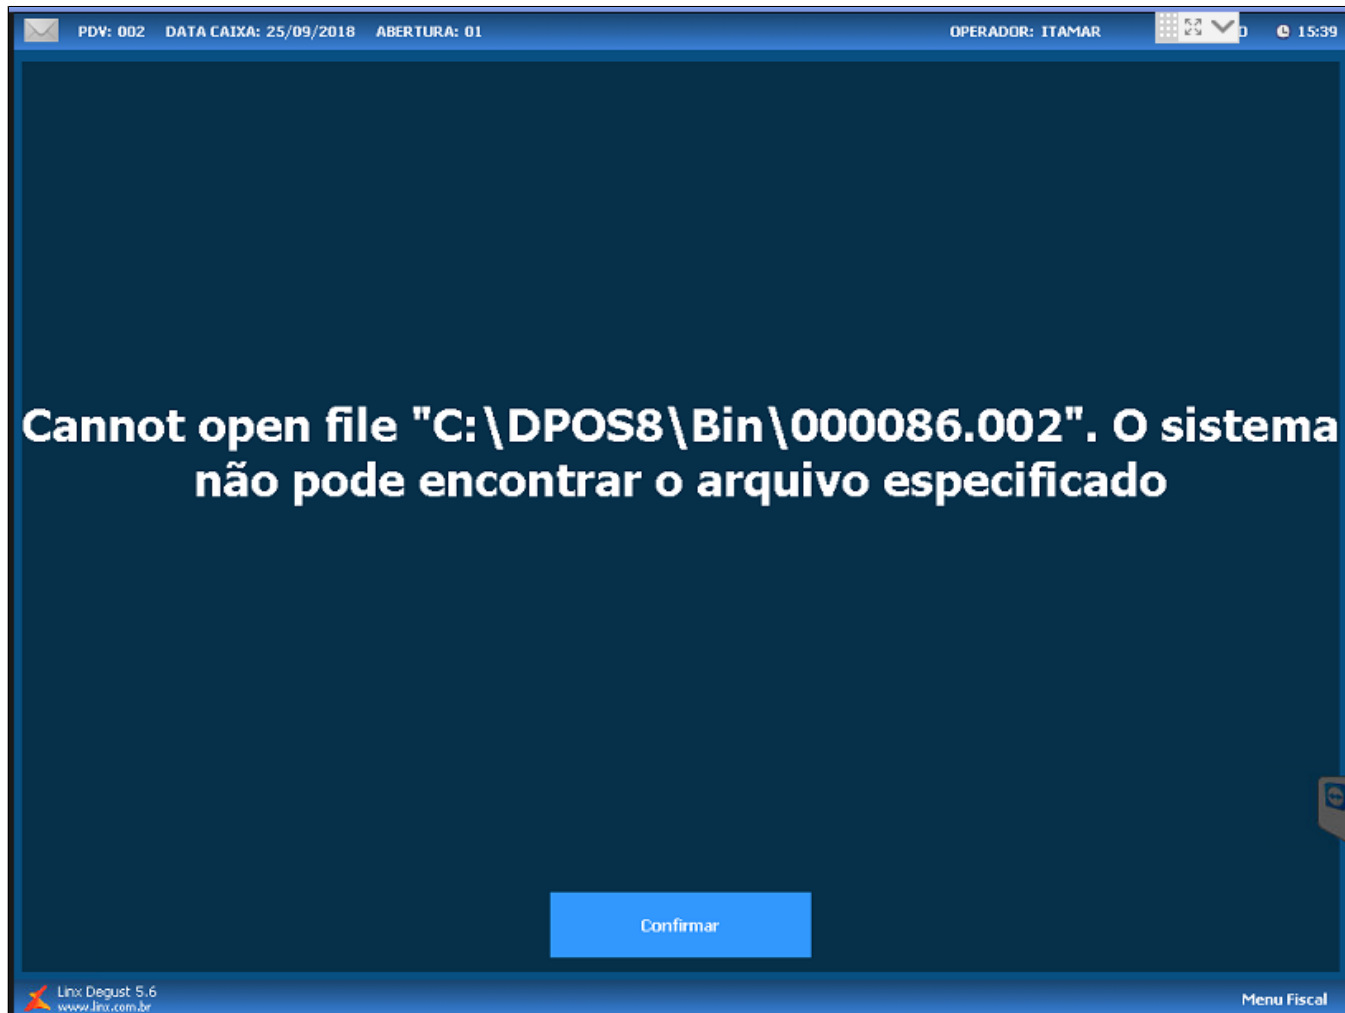 PDV: 002 DATA CAIXA: 25/09/2018 ABERTURA: 01 OPERADOR: ITAMAR 15:39
Cannot open file "C:\DPOS8\Bin\000086.002". O sistema
não pode encontrar o arquivo especificado
Confirmar
Linx Degust 5.6
www.linx.com.br
Menu Fiscal